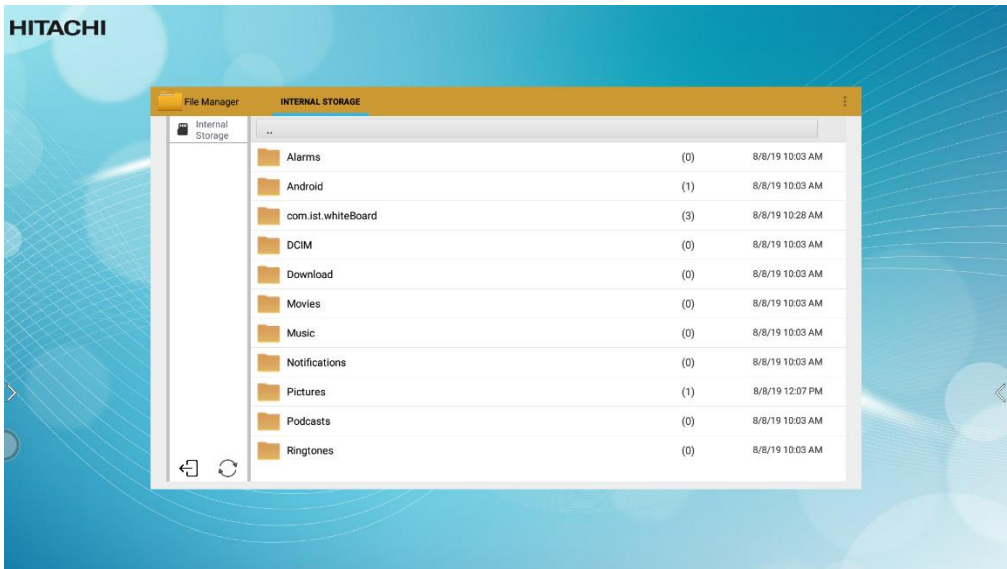 HITACHI
File Manager INTERNAL STORAGE
Internal
Storage
..
Alarms (0) 8/8/19 10:03 AM
Android (1) 8/8/19 10:03 AM
com.ist.whiteBoard (3) 8/8/19 10:28 AM
DCIM (0) 8/8/19 10:03 AM
Download (0) 8/8/19 10:03 AM
Movies (0) 8/8/19 10:03 AM
Music (0) 8/8/19 10:03 AM
Notifications (0) 8/8/19 10:03 AM
Pictures (1) 8/8/19 12:07 PM
Podcasts (0) 8/8/19 10:03 AM
Ringtones (0) 8/8/19 10:03 AM